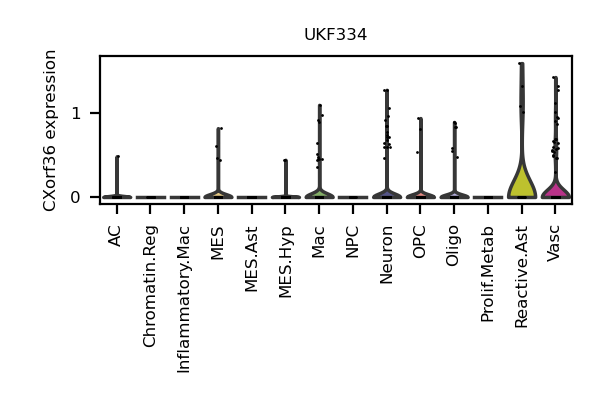 UKF334
CXorf36 expression
1
0
AC
Chromatin.Reg
Inflammatory.Mac
MES
MES.Ast
MES.Hyp
Mac
NPC
Neuron
OPC
Oligo
Prolif.Metab
Reactive.Ast
Vasc